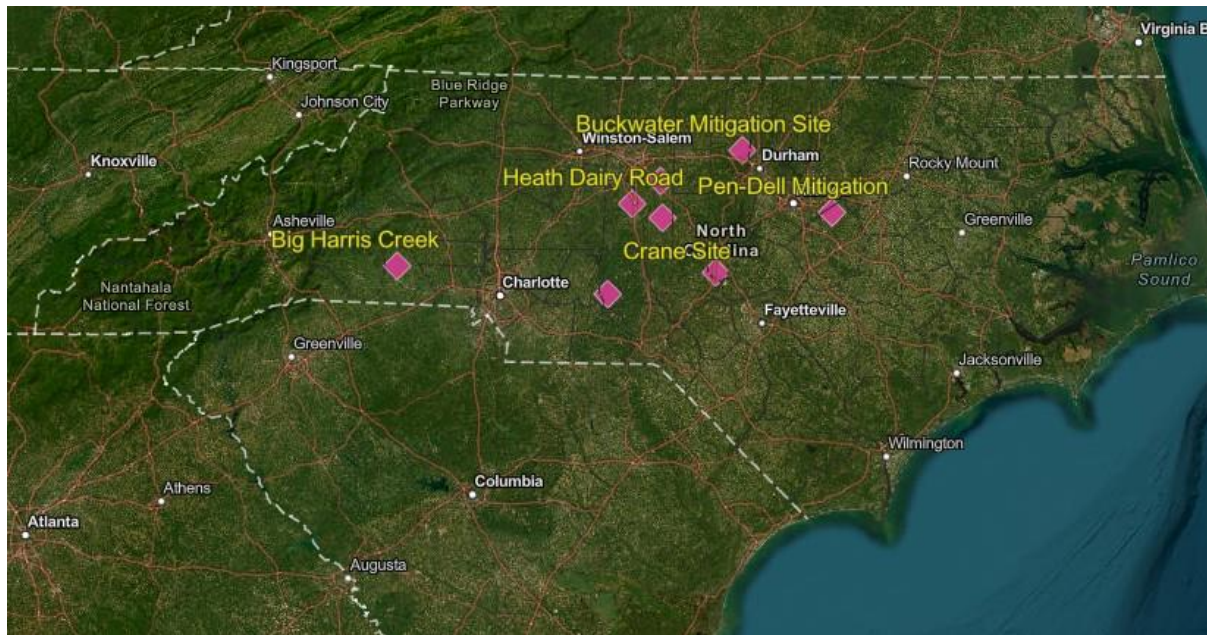 Virginia B
Kingsport
Blue Ridge
Parkway
Johnson City
Buckwater Mitigation Site
Winston-Salem
Durham
Knoxville
Rocky Mount
Heath Dairy Road
Pen-Dell Mitigation
Asheville
Greenville
North
Big Harris Creek
Crane Site
Pamlico
Sound
Nantahala
National Forest
Charlotte
Fayetteville
Greenville
Jacksonville
Wilmington
Columbia
Athens
Atlanta
Augusta